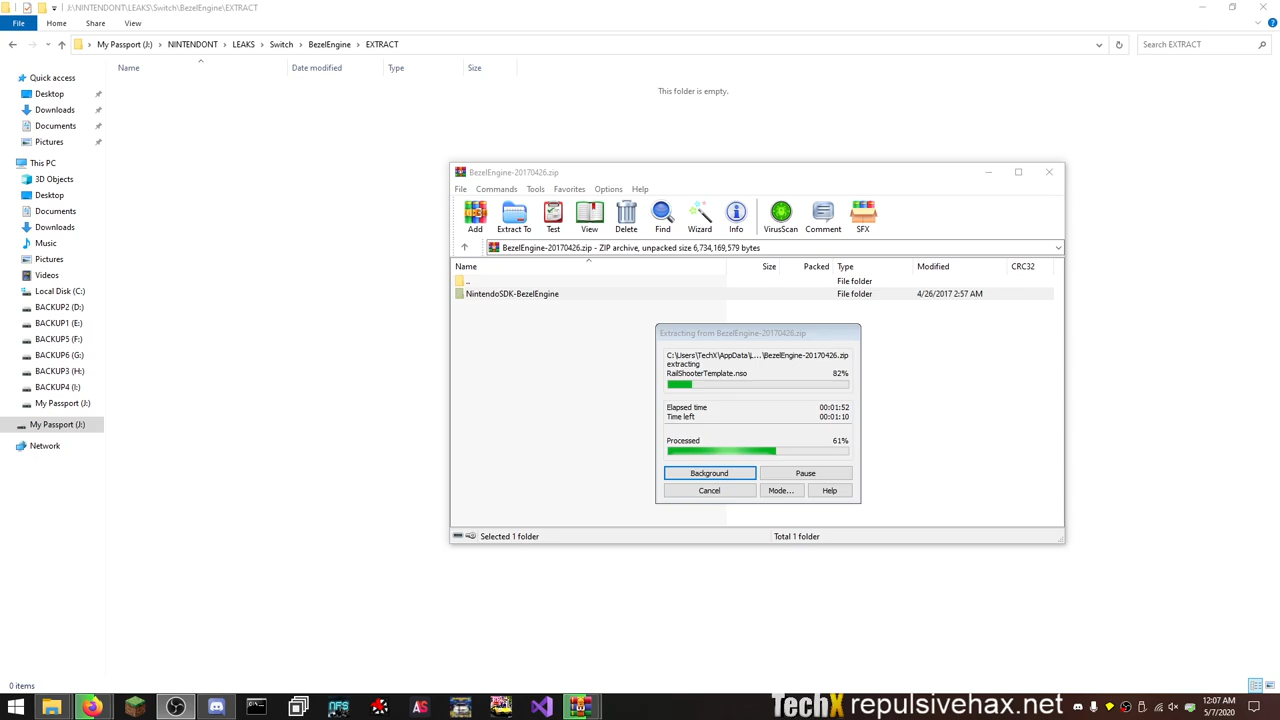 J:\NINTENDONT\LEAKS\Switch\BezelEngine\EXTRACT
File Home Share View
My Passport (J:) NINTENDONT LEAKS Switch BezelEngine EXTRACT
Search EXTRACT
Name Date modified Type Size
This folder is empty.
Quick access
Desktop
Downloads
Documents
Pictures
This PC
3D Objects
Desktop
Documents
Downloads
Music
Pictures
Videos
Local Disk (C:)
BACKUP2 (D:)
BACKUP1 (E:)
BACKUP5 (F:)
BACKUP6 (G:)
BACKUP3 (H:)
BACKUP4 (I:)
My Passport (J:)
My Passport (J:)
Network
BezelEngine-20170426.zip
File Commands Tools Favorites Options Help
Add Extract To Test View Delete Find Wizard Info VirusScan Comment SFX
BezelEngine-20170426.zip - ZIP archive, unpacked size 6,734,169,579 bytes
Name Size Packed Type Modified CRC32
.. File folder
NintendoSDK-BezelEngine File folder 4/26/2017 2:57 AM
Extracting from BezelEngine-20170426.zip
C:\Users\TechX\AppData\L...\BezelEngine-20170426.zip
extracting
RailShooterTemplate.nso 82%
Elapsed time 00:01:52
Time left 00:01:10
Processed 61%
Background Pause
Cancel Mode... Help
Selected 1 folder Total 1 folder
0 items
TechX repulsivehax.net
12:07 AM
5/7/2020